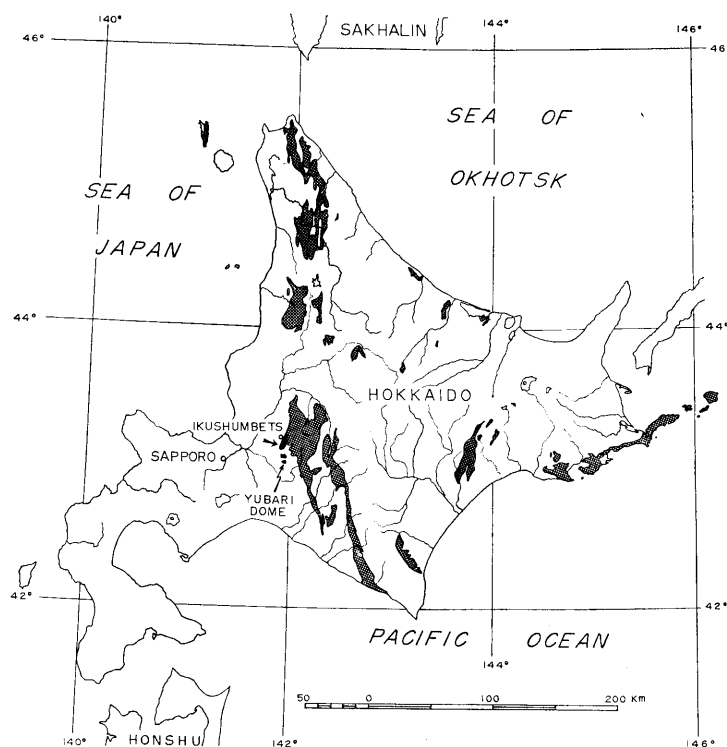 140°
144°
146°
46°
SAKHALIN
46°
SEA OF
OKHOTSK
SEA OF
JAPAN
44°
44°
HOKKAIDO
IKUSHUMBETS
SAPPORO
YUBARI
DOME
42°
42°
PACIFIC OCEAN
144°
50 0 100 200 KM
140°
HONSHU
142°
146°